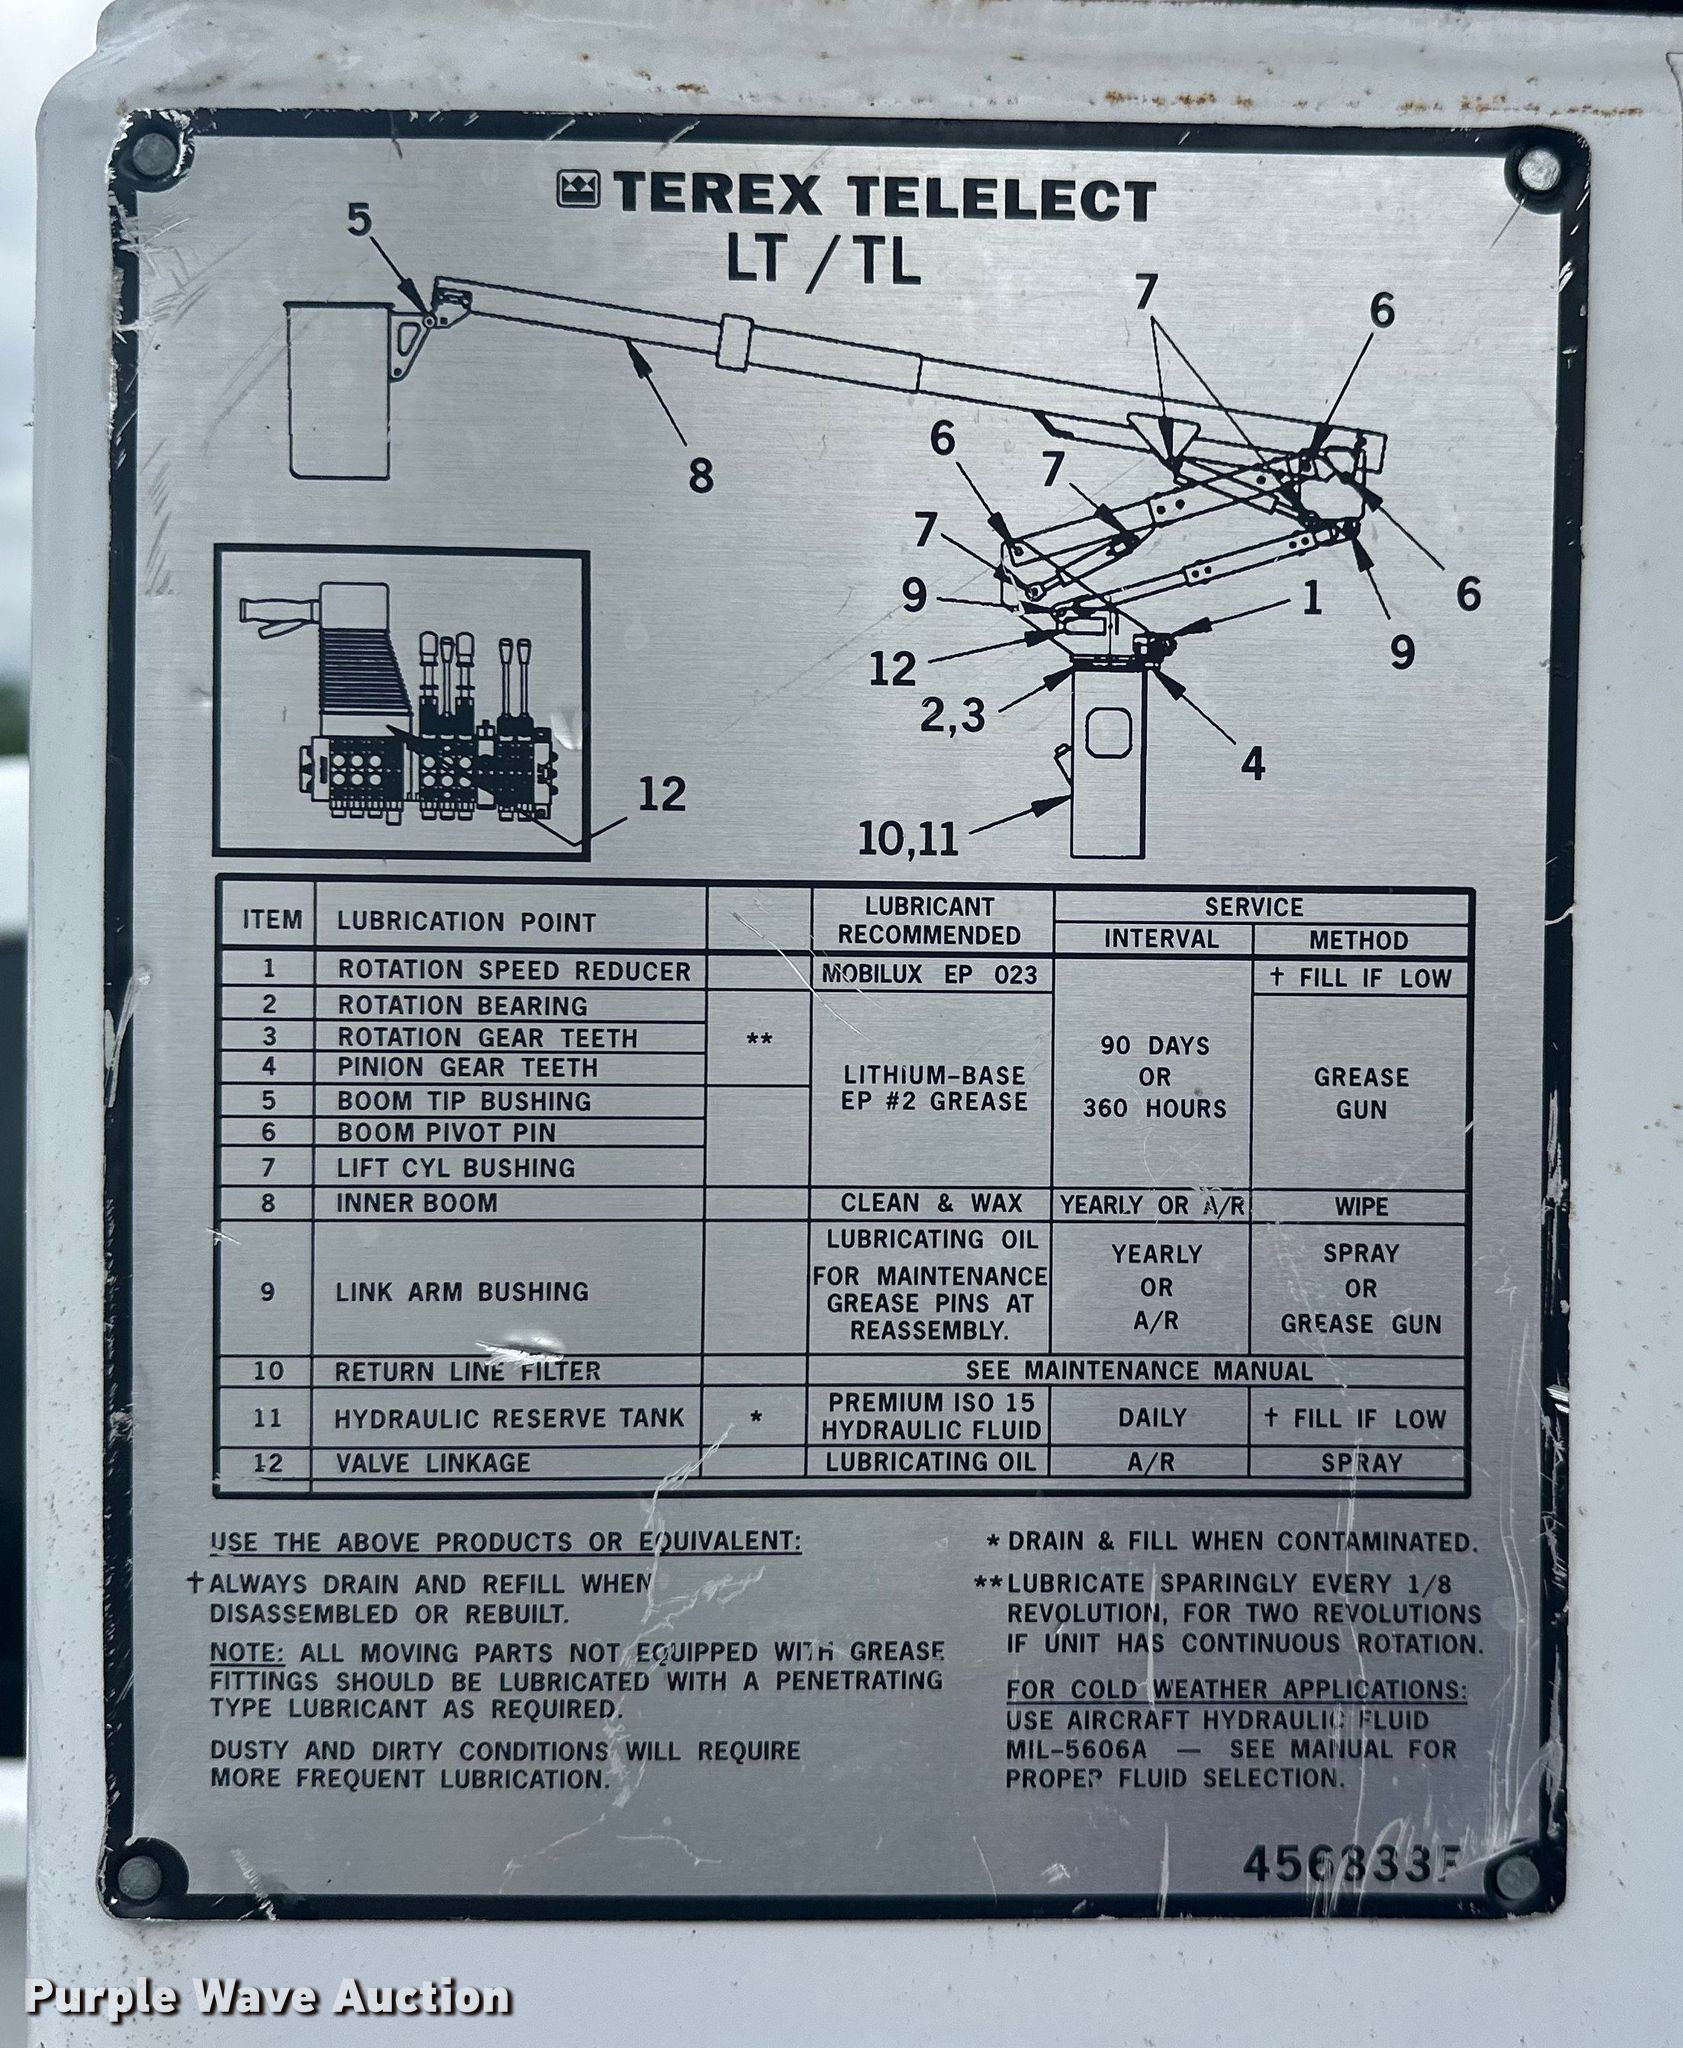 TEREX TELELECT
LT / TL
5
7
6
8
6
7
7
9
1
6
9
12
2,3
4
12
10,11
ITEM LUBRICATION POINT LUBRICANT RECOMMENDED SERVICE
INTERVAL METHOD
1 ROTATION SPEED REDUCER MOBILUX EP 023 † FILL IF LOW
2 ROTATION BEARING
3 ROTATION GEAR TEETH **
4 PINION GEAR TEETH
5 BOOM TIP BUSHING
6 BOOM PIVOT PIN
7 LIFT CYL BUSHING
LITHIUM-BASE
EP #2 GREASE
90 DAYS
OR
360 HOURS
GREASE
GUN
8 INNER BOOM CLEAN & WAX YEARLY OR A/R WIPE
9 LINK ARM BUSHING
LUBRICATING OIL
FOR MAINTENANCE
GREASE PINS AT
REASSEMBLY.
YEARLY
OR
A/R
SPRAY
OR
GREASE GUN
10 RETURN LINE FILTER SEE MAINTENANCE MANUAL
11 HYDRAULIC RESERVE TANK * PREMIUM ISO 15
HYDRAULIC FLUID DAILY † FILL IF LOW
12 VALVE LINKAGE LUBRICATING OIL A/R SPRAY
USE THE ABOVE PRODUCTS OR EQUIVALENT:
†ALWAYS DRAIN AND REFILL WHEN
DISASSEMBLED OR REBUILT.
NOTE: ALL MOVING PARTS NOT EQUIPPED WITH GREASE
FITTINGS SHOULD BE LUBRICATED WITH A PENETRATING
TYPE LUBRICANT AS REQUIRED.
DUSTY AND DIRTY CONDITIONS WILL REQUIRE
MORE FREQUENT LUBRICATION.
* DRAIN & FILL WHEN CONTAMINATED.
**LUBRICATE SPARINGLY EVERY 1/8
REVOLUTION, FOR TWO REVOLUTIONS
IF UNIT HAS CONTINUOUS ROTATION.
FOR COLD WEATHER APPLICATIONS:
USE AIRCRAFT HYDRAULIC FLUID
MIL-5606A — SEE MANUAL FOR
PROPER FLUID SELECTION.
Purple Wave Auction